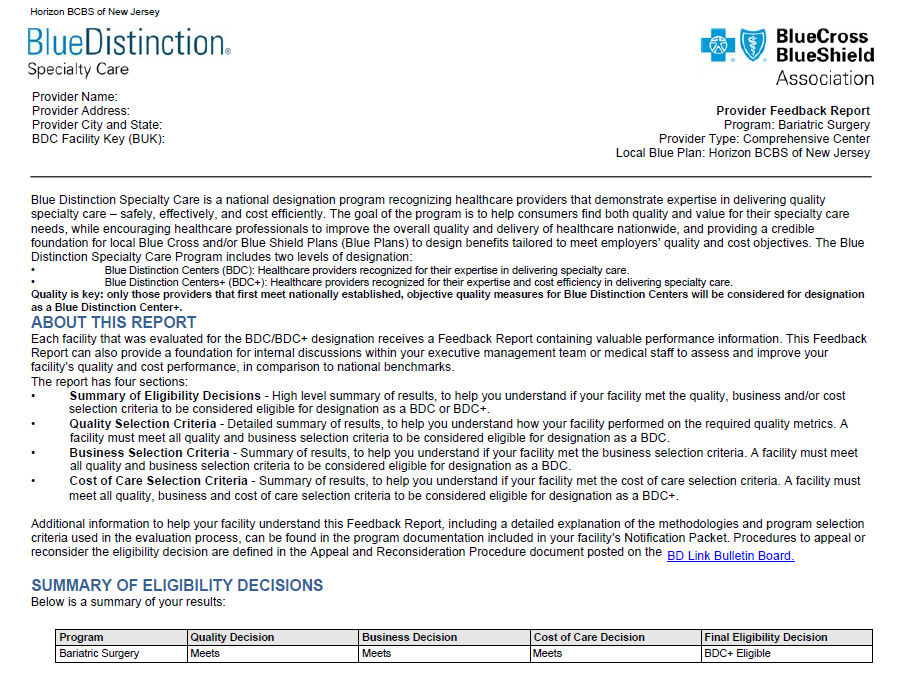 Horizon BCBS of New Jersey
BlueDistinction®
Specialty Care
BlueCross
BlueShield
Association
Provider Name:
Provider Address:
Provider City and State:
BDC Facility Key (BUK):
Provider Feedback Report
Program: Bariatric Surgery
Provider Type: Comprehensive Center
Local Blue Plan: Horizon BCBS of New Jersey
Blue Distinction Specialty Care is a national designation program recognizing healthcare providers that demonstrate expertise in delivering quality
specialty care – safely, effectively, and cost efficiently. The goal of the program is to help consumers find both quality and value for their specialty care
needs, while encouraging healthcare professionals to improve the overall quality and delivery of healthcare nationwide, and providing a credible
foundation for local Blue Cross and/or Blue Shield Plans (Blue Plans) to design benefits tailored to meet employers' quality and cost objectives. The Blue
Distinction Specialty Care Program includes two levels of designation:
• Blue Distinction Centers (BDC): Healthcare providers recognized for their expertise in delivering specialty care.
• Blue Distinction Centers+ (BDC+): Healthcare providers recognized for their expertise and cost efficiency in delivering specialty care.
Quality is key: only those providers that first meet nationally established, objective quality measures for Blue Distinction Centers will be considered for designation
as a Blue Distinction Center+.
ABOUT THIS REPORT
Each facility that was evaluated for the BDC/BDC+ designation receives a Feedback Report containing valuable performance information. This Feedback
Report can also provide a foundation for internal discussions within your executive management team or medical staff to assess and improve your
facility's quality and cost performance, in comparison to national benchmarks.
The report has four sections:
• Summary of Eligibility Decisions - High level summary of results, to help you understand if your facility met the quality, business and/or cost
selection criteria to be considered eligible for designation as a BDC or BDC+.
• Quality Selection Criteria - Detailed summary of results, to help you understand how your facility performed on the required quality metrics. A
facility must meet all quality and business selection criteria to be considered eligible for designation as a BDC.
• Business Selection Criteria - Summary of results, to help you understand if your facility met the business selection criteria. A facility must meet
all quality and business selection criteria to be considered eligible for designation as a BDC.
• Cost of Care Selection Criteria - Summary of results, to help you understand if your facility met the cost of care selection criteria. A facility must
meet all quality, business and cost of care selection criteria to be considered eligible for designation as a BDC+.
Additional information to help your facility understand this Feedback Report, including a detailed explanation of the methodologies and program selection
criteria used in the evaluation process, can be found in the program documentation included in your facility's Notification Packet. Procedures to appeal or
reconsider the eligibility decision are defined in the Appeal and Reconsideration Procedure document posted on the BD Link Bulletin Board.
SUMMARY OF ELIGIBILITY DECISIONS
Below is a summary of your results:
Program Quality Decision Business Decision Cost of Care Decision Final Eligibility Decision
Bariatric Surgery Meets Meets Meets BDC+ Eligible